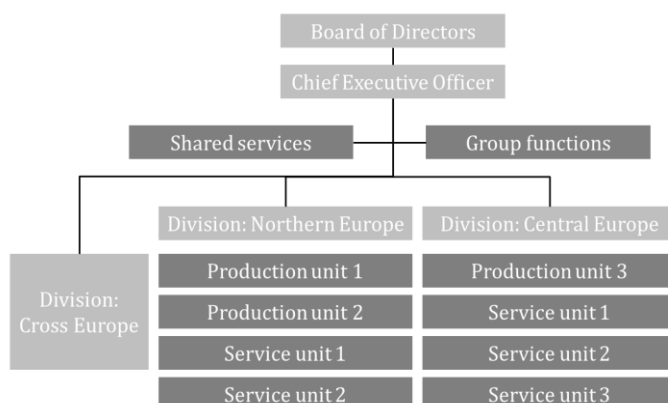 Board of Directors
Chief Executive Officer
Shared services
Group functions
Division: Northern Europe
Division: Central Europe
Division:
Cross Europe
Production unit 1
Production unit 3
Production unit 2
Service unit 1
Service unit 1
Service unit 2
Service unit 2
Service unit 3